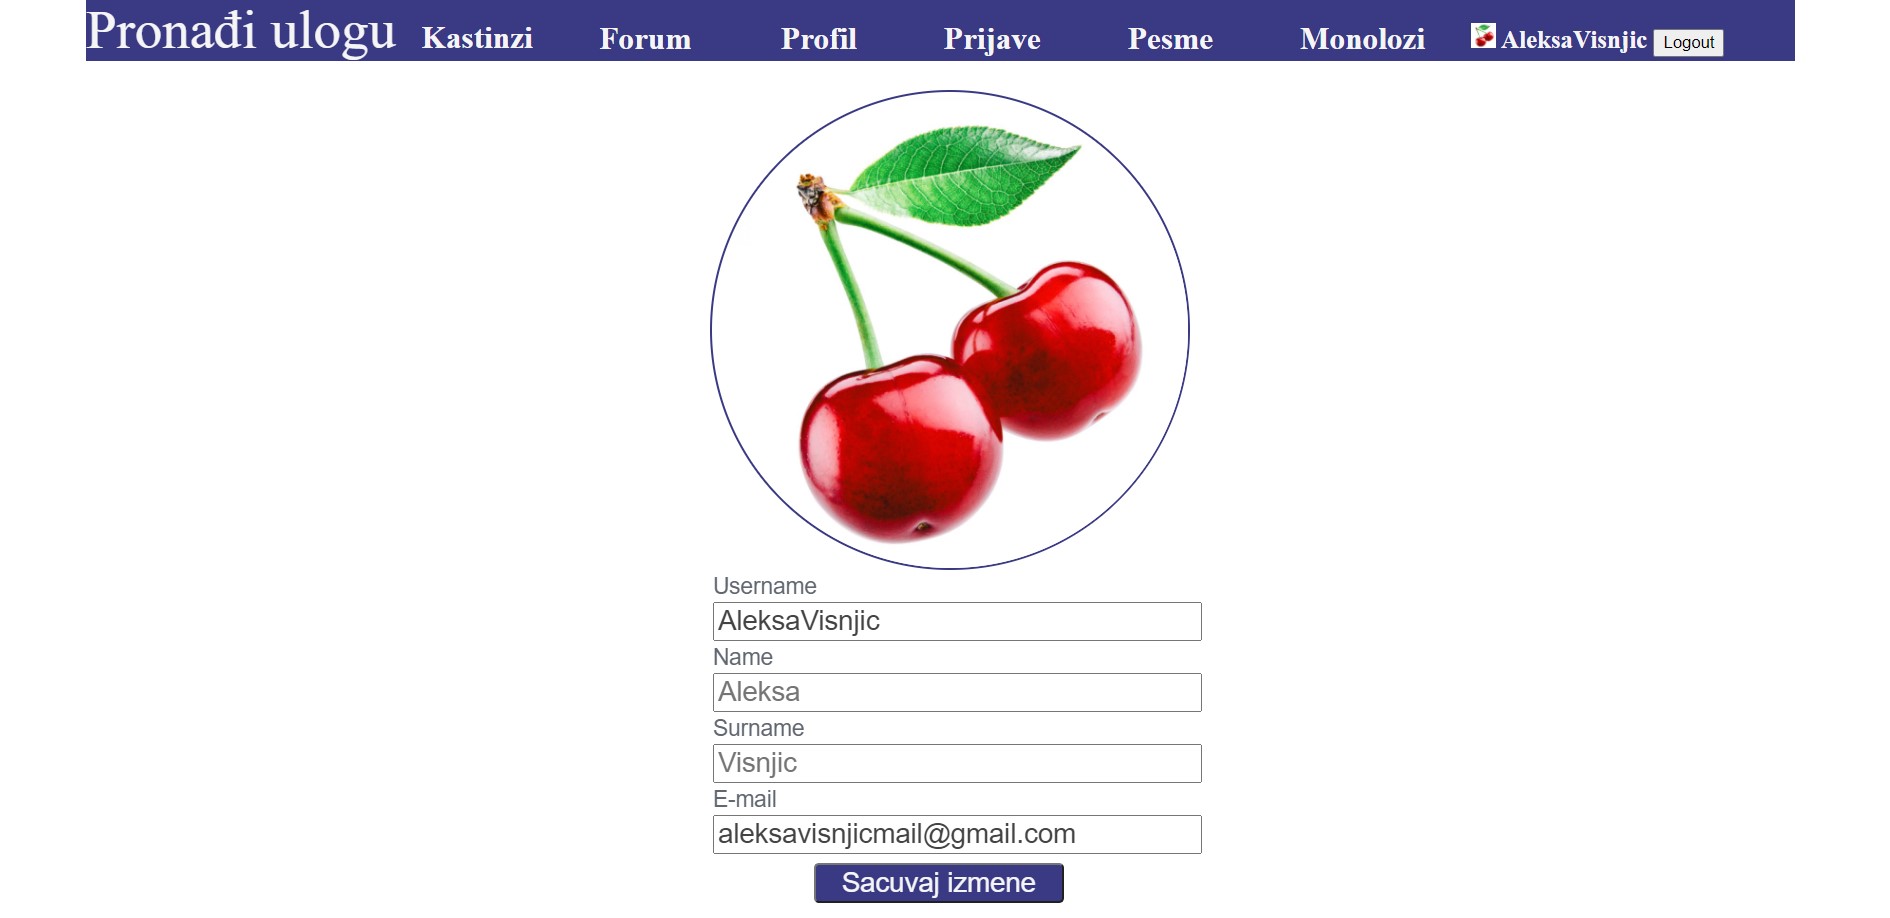 Pronađi ulogu Kastinzi Forum Profil Prijave Pesme Monolozi AleksaVisnjic Logout
Username
AleksaVisnjic
Name
Aleksa
Surname
Visnjic
E-mail
aleksavisnjicmail@gmail.com
Sacuvaj izmene